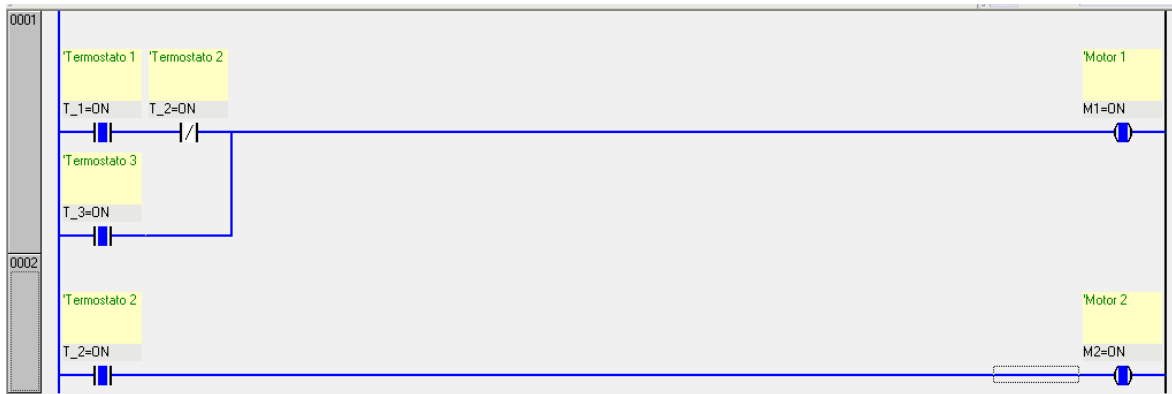 0001
'Termostato 1 'Termostato 2 'Motor 1
T_1=ON T_2=ON M1=ON
'Termostato 3
T_3=ON
0002
'Termostato 2 'Motor 2
T_2=ON M2=ON